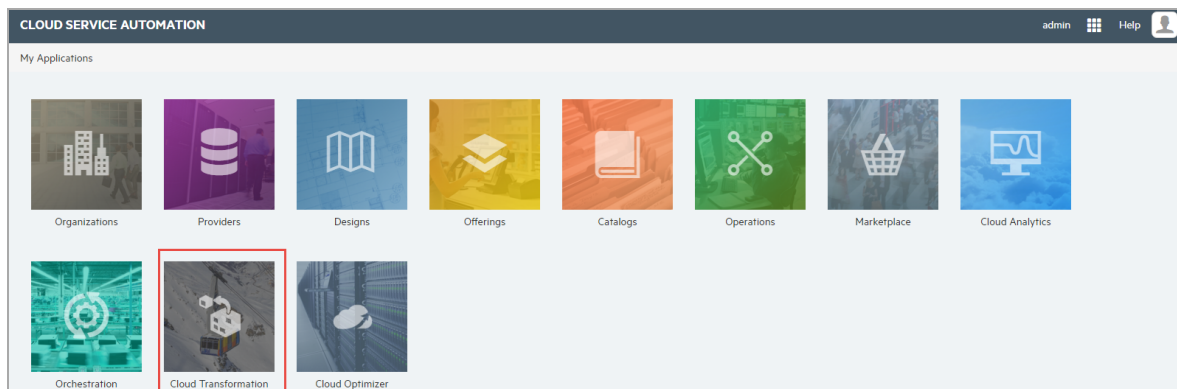 CLOUD SERVICE AUTOMATION admin Help
My Applications
Organizations Providers Designs Offerings Catalogs Operations Marketplace Cloud Analytics
Orchestration Cloud Transformation Cloud Optimizer